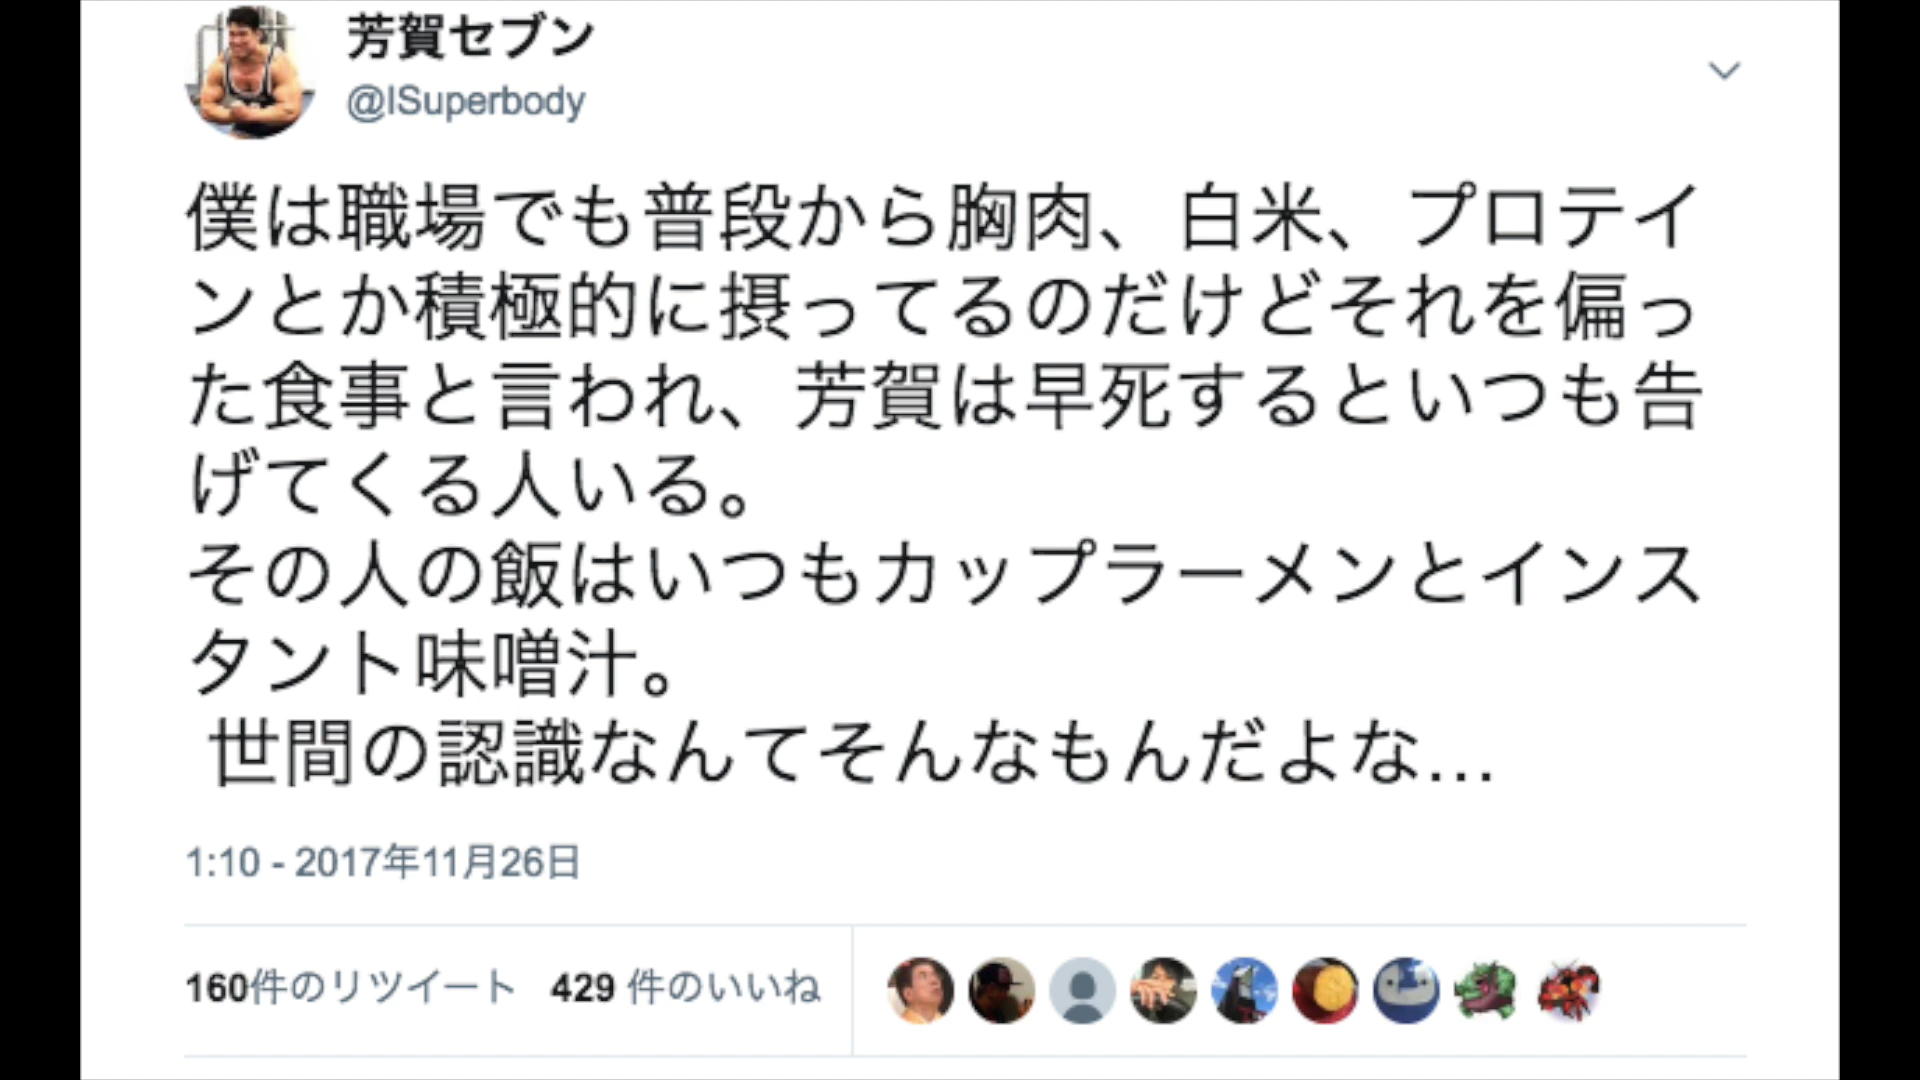 芳賀セブン
@ISuperbody
僕は職場でも普段から胸肉、白米、プロテイ
ンとか積極的に摂ってるのだけどそれを偏っ
た食事と言われ、芳賀は早死するといつも告
げてくる人いる。
その人の飯はいつもカップラーメンとインス
タント味噌汁。
世間の認識なんてそんなもんだよな…
1:10 - 2017年11月26日
160件のリツイート 429 件のいいね